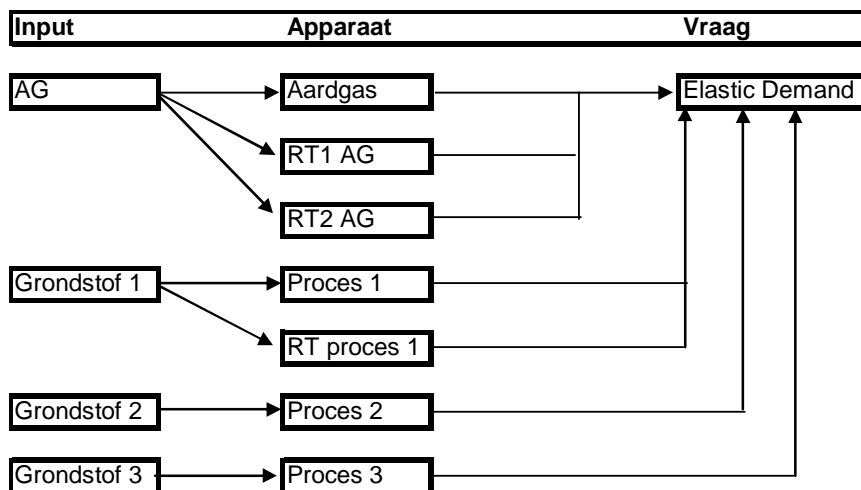 Input Apparaat Vraag
AG Aardgas Elastic Demand
RT1 AG
RT2 AG
Grondstof 1 Proces 1
RT proces 1
Grondstof 2 Proces 2
Grondstof 3 Proces 3